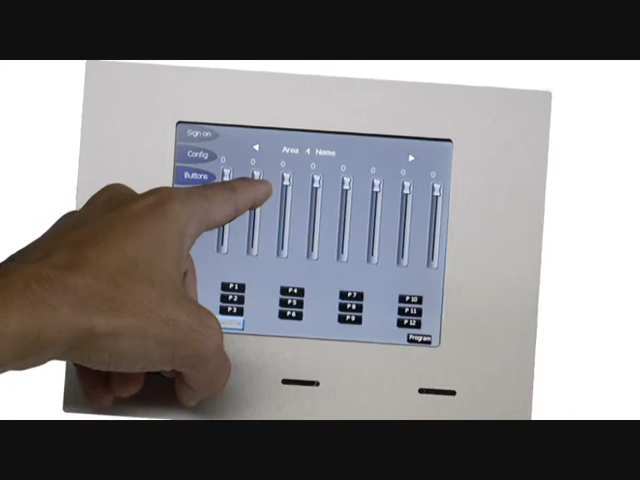 Sign on
Area 4 Name
Config
0 0 0 0 0 0 0 0
Buttons
P 1 P 4 P 7 P 10
P 2 P 5 P 8 P 11
P 3 P 6 P 9 P 12
Program